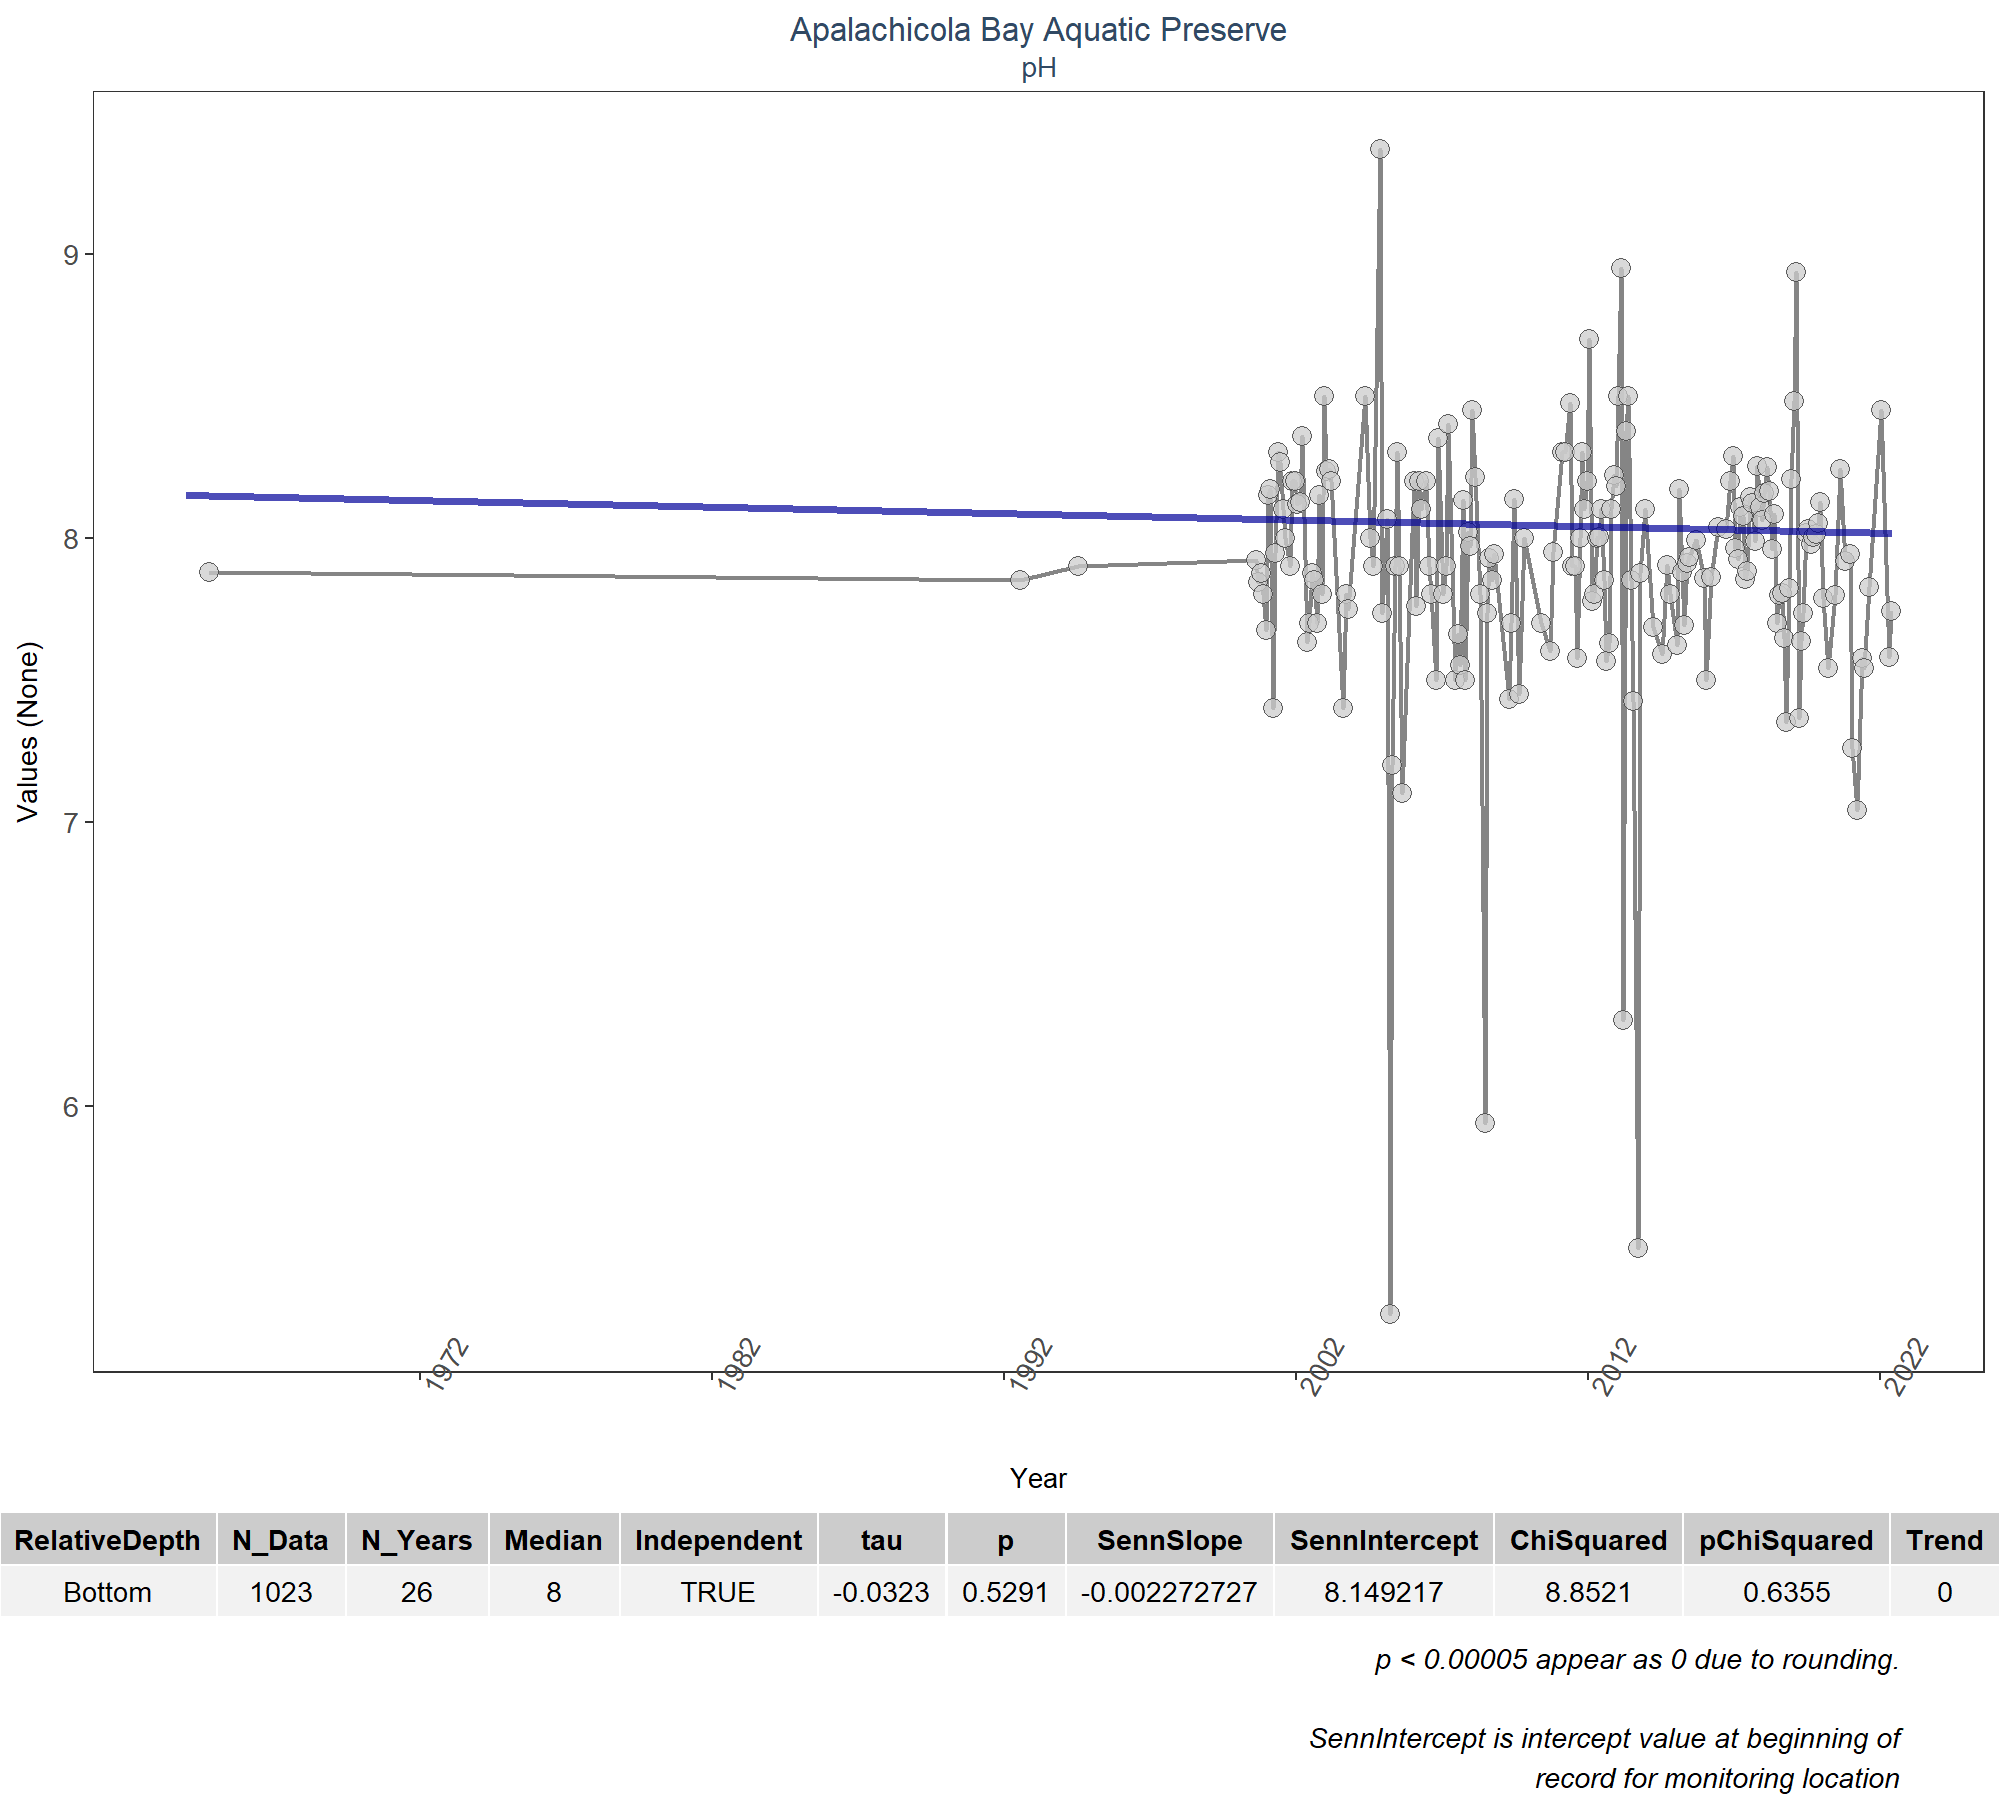 Apalachicola Bay Aquatic Preserve
pH
Values (None)
9
8
7
6
1972
1982
1992
2002
2012
2022
Year
RelativeDepth N_Data N_Years Median Independent tau p SennSlope SennIntercept ChiSquared pChiSquared Trend
Bottom 1023 26 8 TRUE -0.0323 0.5291 -0.002272727 8.149217 8.8521 0.6355 0
p < 0.00005 appear as 0 due to rounding.
SennIntercept is intercept value at beginning of
record for monitoring location